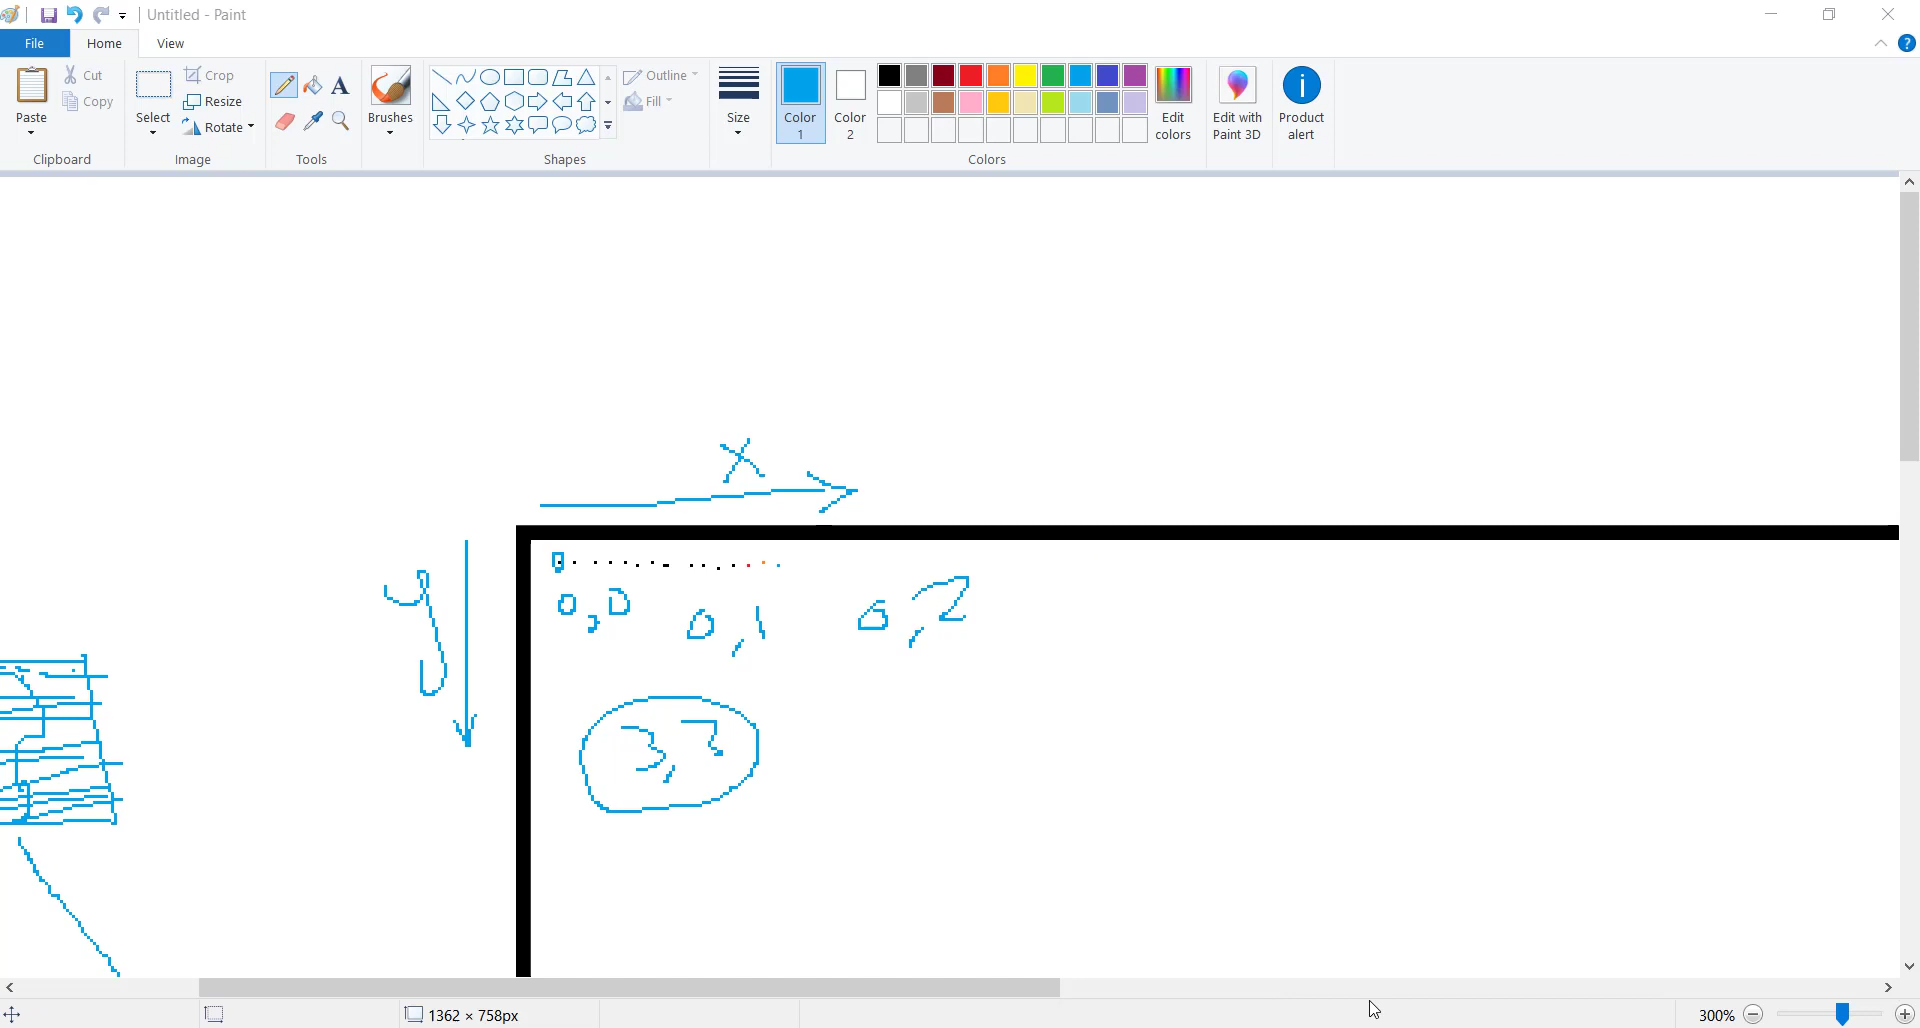 Untitled - Paint
File Home View
Paste
Cut
Copy
Clipboard
Select
Crop
Resize
Rotate
Image
A
Tools
Brushes
Shapes
Outline
Fill
Size
Color 1
Color 2
Colors
Edit colors
Edit with Paint 3D
Product alert
x
y
0,0 0,1 0,2
3,
1362 × 758px
300%